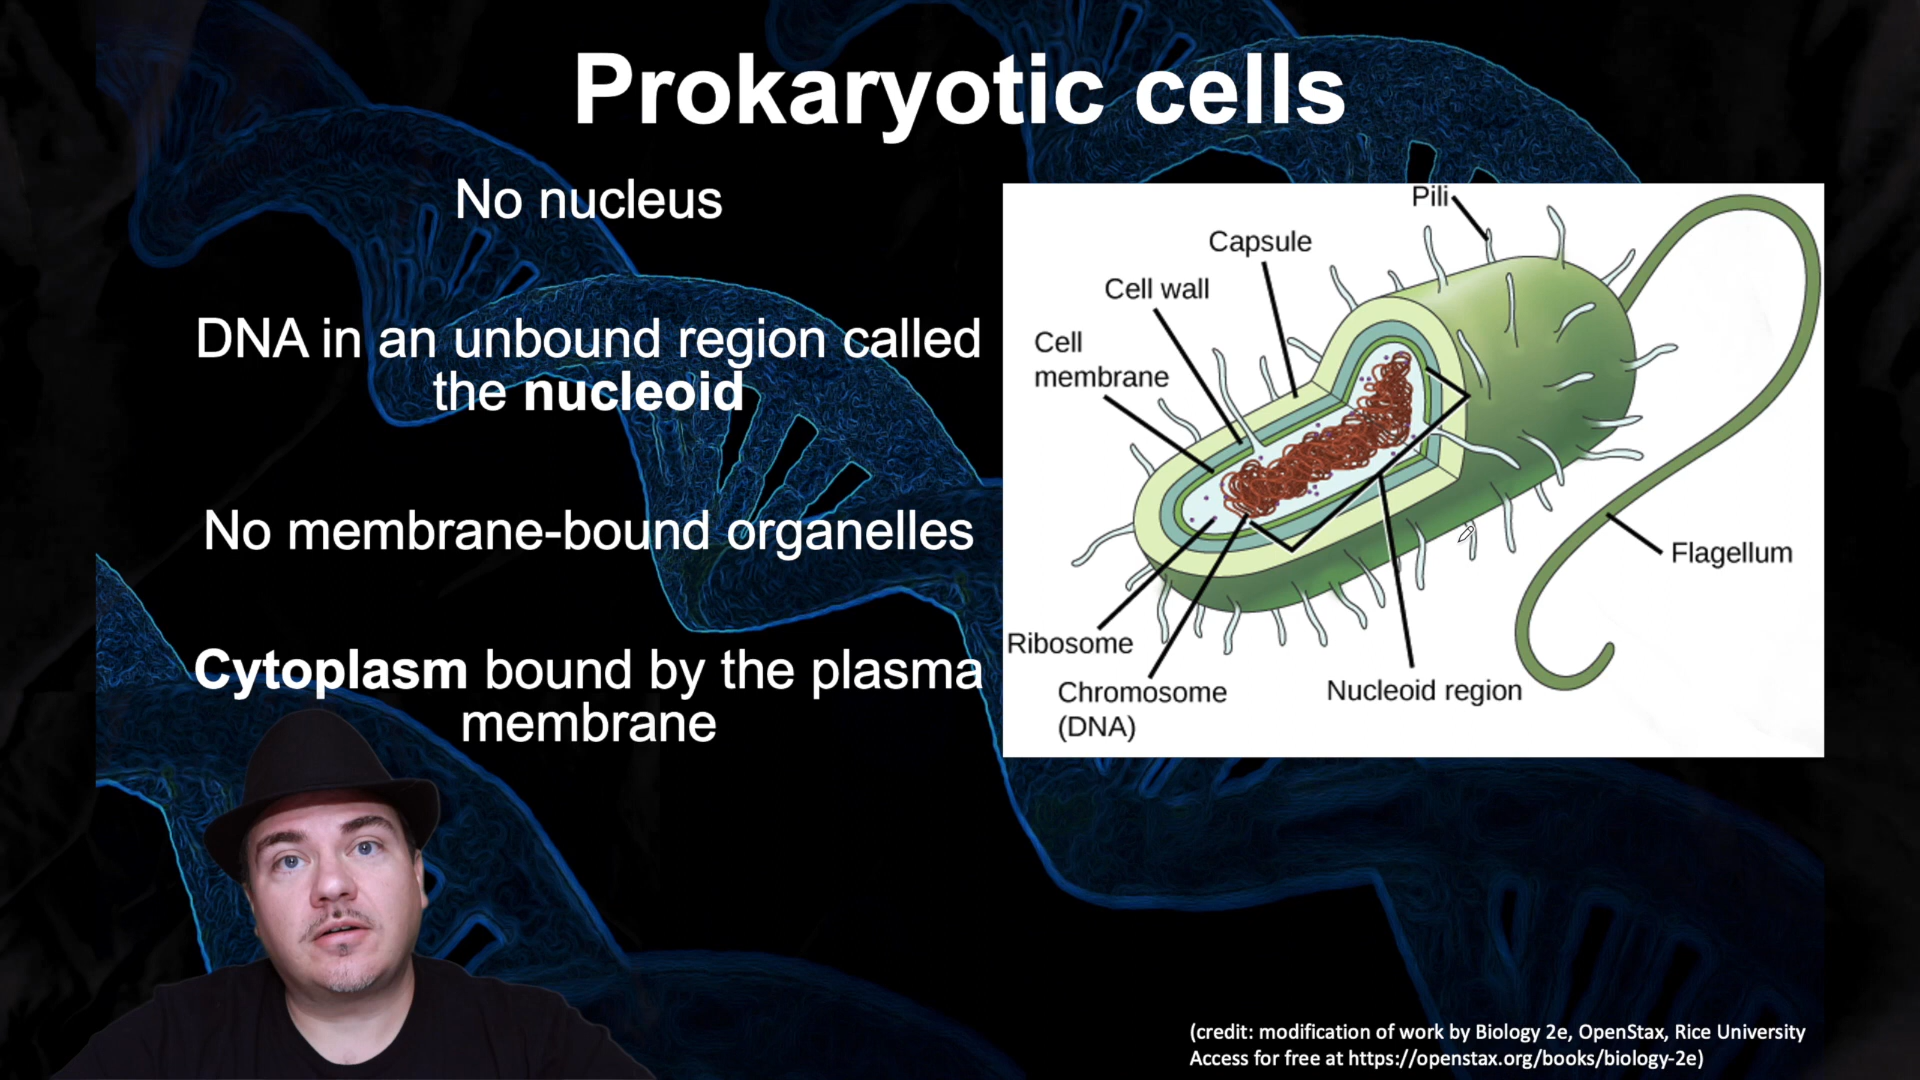 Prokaryotic cells
No nucleus
DNA in an unbound region called
the nucleoid
No membrane-bound organelles
Cytoplasm bound by the plasma
membrane
Pili
Capsule
Cell wall
Cell
membrane
Flagellum
Ribosome
Chromosome
(DNA)
Nucleoid region
(credit: modification of work by Biology 2e, OpenStax, Rice University
Access for free at https://openstax.org/books/biology-2e)